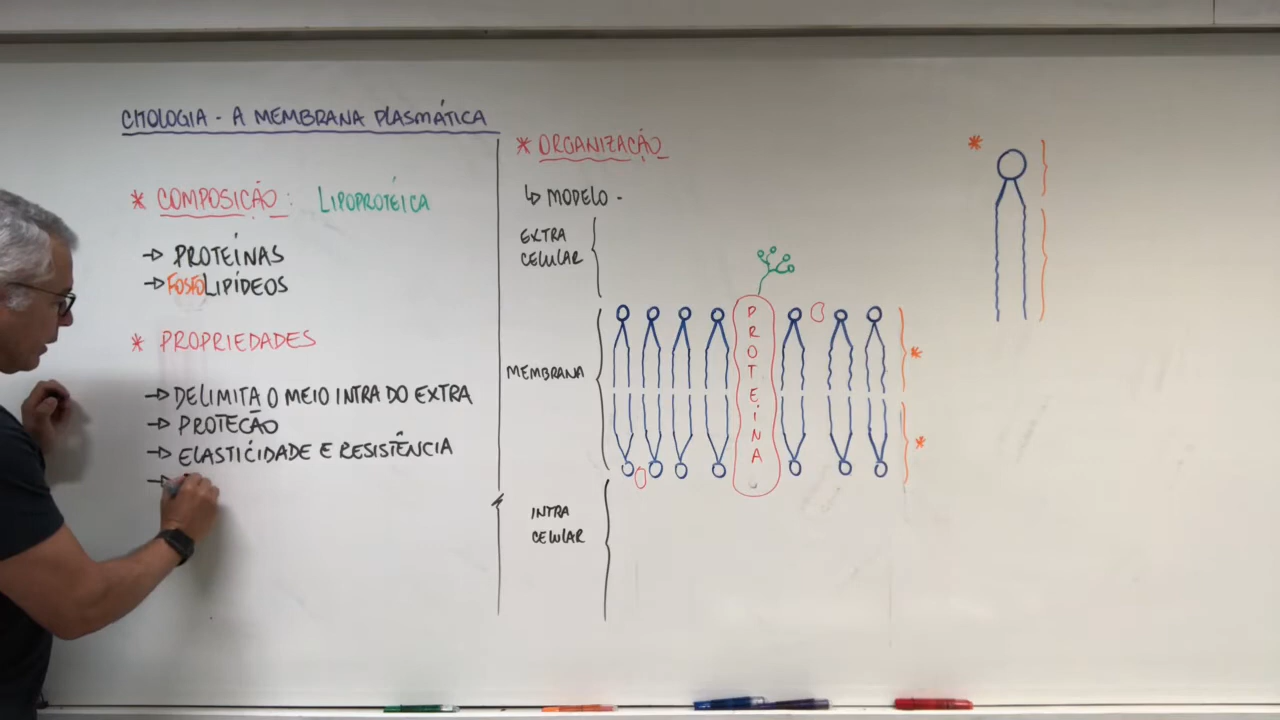 CITOLOGIA - A MEMBRANA PLASMÁTICA
* COMPOSIÇÃO: LIPOPROTÉICA
→ PROTEÍNAS
→ FOSFOLIPÍDEOS
* PROPRIEDADES
→ DELIMITA O MEIO INTRA DO EXTRA
→ PROTEÇÃO
→ ELASTICIDADE E RESISTÊNCIA
→
* ORGANIZAÇÃO
↳ MODELO -
EXTRA
CELULAR
MEMBRANA
INTRA
CELULAR
PROTEÍNA
*
*
*